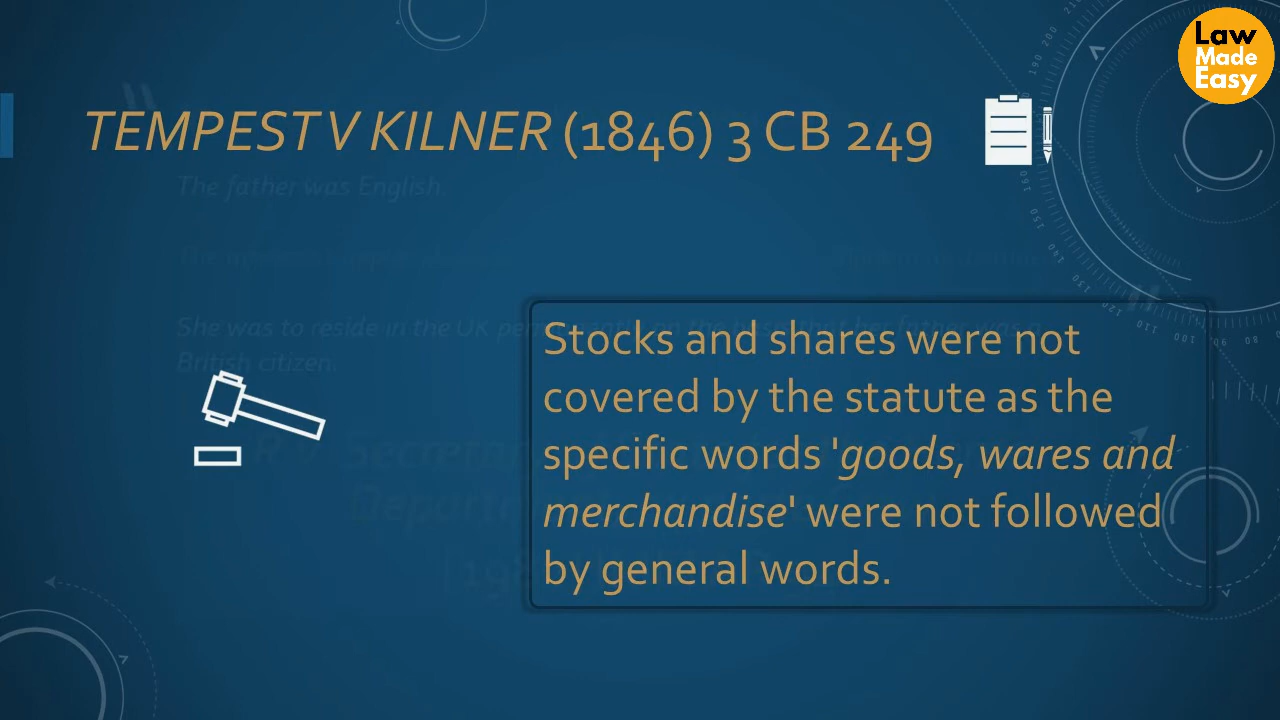 Law
Made
Easy
TEMPEST V KILNER (1846) 3 CB 249
The father was English.
She was to reside in the UK
British citizen.
Stocks and shares were not
covered by the statute as the
specific words 'goods, wares and
merchandise' were not followed
by general words.